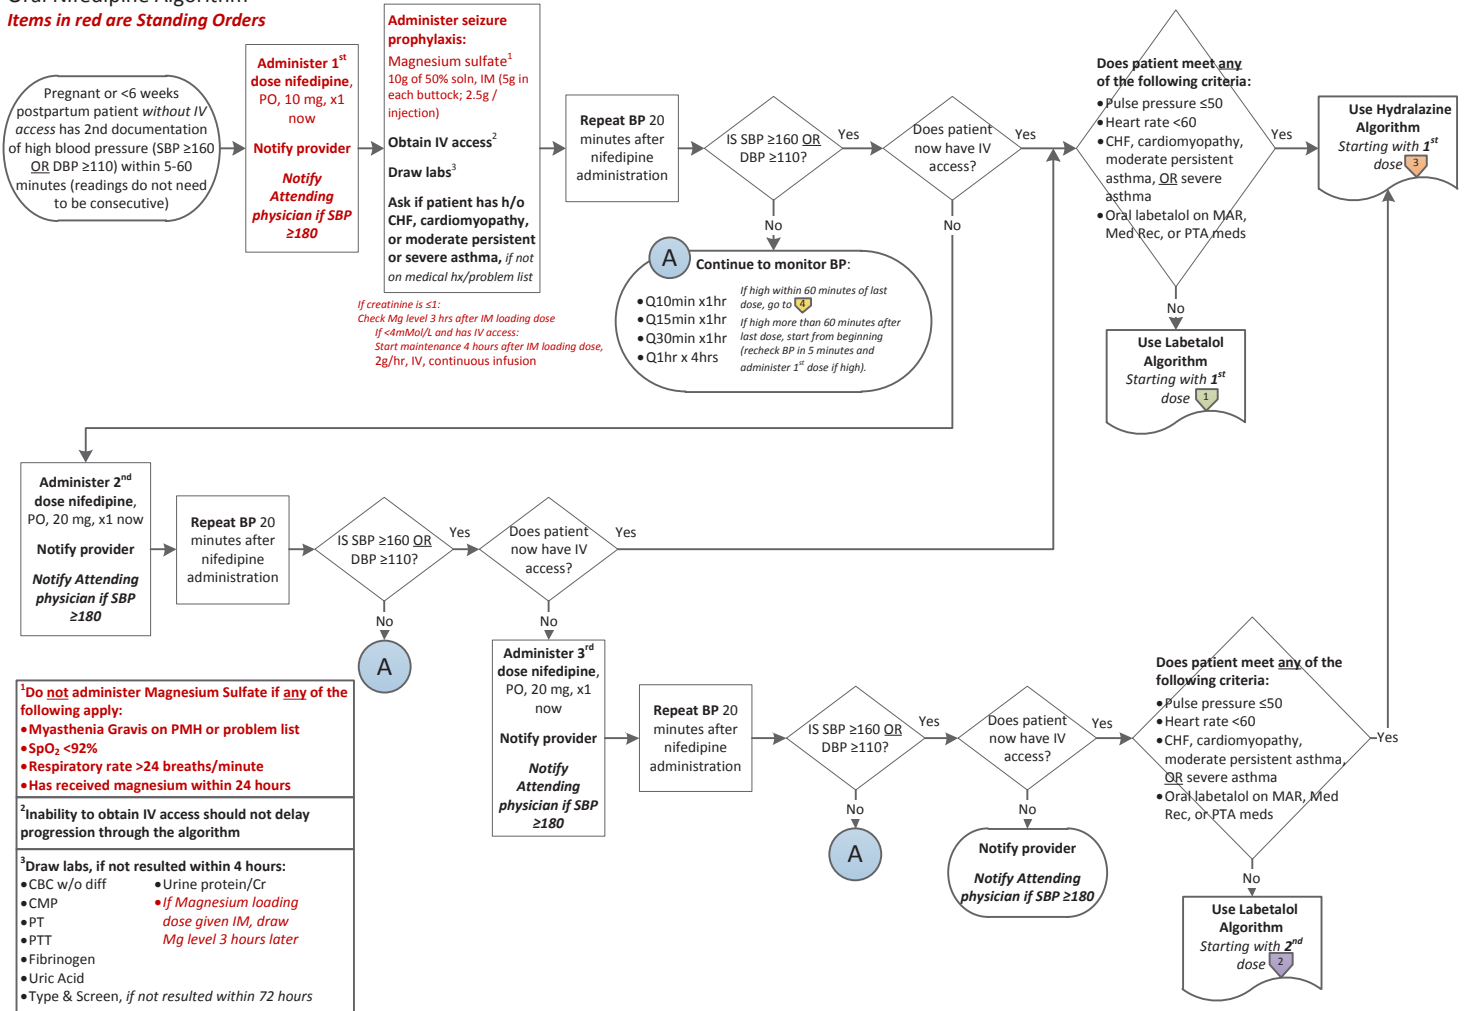 Oral Nifedipine Algorithm
Items in red are Standing Orders
Pregnant or <6 weeks
postpartum patient without IV
access has 2nd documentation
of high blood pressure (SBP ≥160
OR DBP ≥110) within 5-60
minutes (readings do not need
to be consecutive)
Administer 1st
dose nifedipine,
PO, 10 mg, x1
now
Notify provider
Notify
Attending
physician if SBP
≥180
Administer seizure
prophylaxis:
Magnesium sulfate1
10g of 50% soln, IM (5g in
each buttock; 2.5g /
injection)
Obtain IV access2
Draw labs3
Ask if patient has h/o
CHF, cardiomyopathy,
or moderate persistent
or severe asthma, if not
on medical hx/problem list
If creatinine is ≤1:
Check Mg level 3 hrs after IM loading dose
If <4mMol/L and has IV access:
Start maintenance 4 hours after IM loading dose,
2g/hr, IV, continuous infusion
Repeat BP 20
minutes after
nifedipine
administration
IS SBP ≥160 OR
DBP ≥110?
Yes
No
Does patient
now have IV
access?
Yes
No
Does patient meet any
of the following criteria:
•Pulse pressure ≤50
•Heart rate <60
•CHF, cardiomyopathy,
moderate persistent
asthma, OR severe
asthma
•Oral labetalol on MAR,
Med Rec, or PTA meds
Yes
No
Use Hydralazine
Algorithm
Starting with 1st
dose 3
Use Labetalol
Algorithm
Starting with 1st
dose 1
A
Continue to monitor BP:
•Q10min x1hr
•Q15min x1hr
•Q30min x1hr
•Q1hr x 4hrs
If high within 60 minutes of last
dose, go to 4
If high more than 60 minutes after
last dose, start from beginning
(recheck BP in 5 minutes and
administer 1st dose if high).
Administer 2nd
dose nifedipine,
PO, 20 mg, x1 now
Notify provider
Notify Attending
physician if SBP
≥180
Repeat BP 20
minutes after
nifedipine
administration
IS SBP ≥160 OR
DBP ≥110?
Yes
No
A
Does patient
now have IV
access?
Yes
No
Administer 3rd
dose nifedipine,
PO, 20 mg, x1
now
Notify provider
Notify
Attending
physician if SBP
≥180
Repeat BP 20
minutes after
nifedipine
administration
IS SBP ≥160 OR
DBP ≥110?
Yes
No
A
Does patient
now have IV
access?
Yes
No
Notify provider
Notify Attending
physician if SBP ≥180
Does patient meet any of the
following criteria:
•Pulse pressure ≤50
•Heart rate <60
•CHF, cardiomyopathy,
moderate persistent asthma,
OR severe asthma
•Oral labetalol on MAR, Med
Rec, or PTA meds
Yes
No
Use Labetalol
Algorithm
Starting with 2nd
dose 2
1Do not administer Magnesium Sulfate if any of the
following apply:
•Myasthenia Gravis on PMH or problem list
•SpO2 <92%
•Respiratory rate >24 breaths/minute
•Has received magnesium within 24 hours
2Inability to obtain IV access should not delay
progression through the algorithm
3Draw labs, if not resulted within 4 hours:
•CBC w/o diff
•CMP
•PT
•PTT
•Fibrinogen
•Uric Acid
•Type & Screen, if not resulted within 72 hours
•Urine protein/Cr
•If Magnesium loading
dose given IM, draw
Mg level 3 hours later